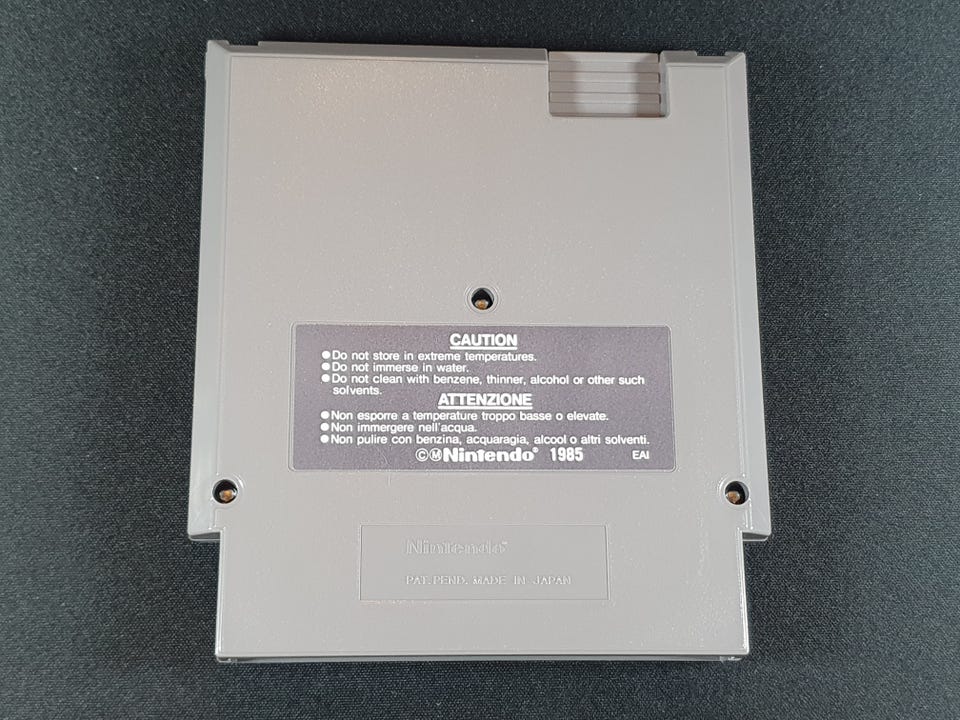 CAUTION
●Do not store in extreme temperatures.
●Do not immerse in water.
●Do not clean with benzene, thinner, alcohol or other such
solvents.
ATTENZIONE
●Non esporre a temperature troppo basse o elevate.
●Non immergere nell'acqua.
●Non pulire con benzina, acquaragia, alcool o altri solventi.
©ⓂNintendo® 1985 EAI
Nintendo®
PAT.PEND. MADE IN JAPAN